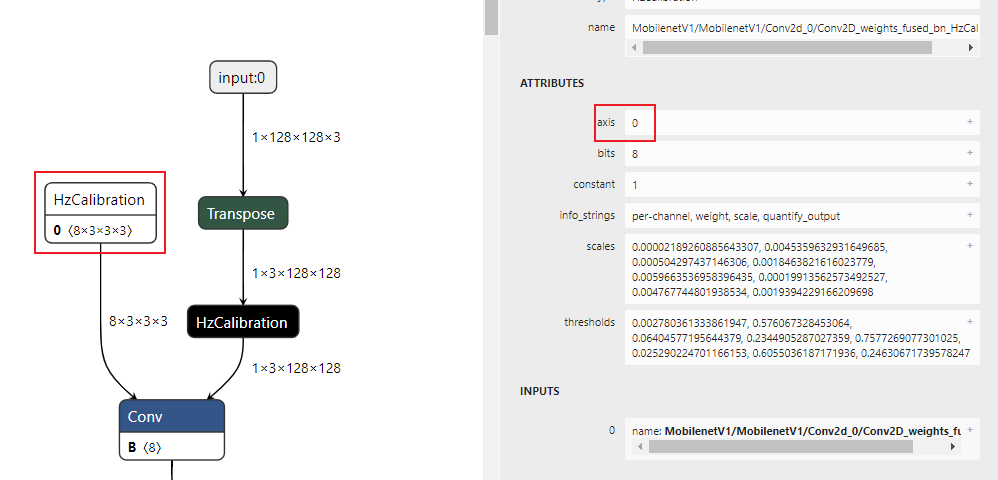 input:0
1×128×128×3
HzCalibration
0 〈8×3×3×3〉
Transpose
1×3×128×128
8×3×3×3
HzCalibration
1×3×128×128
Conv
B 〈8〉
name MobilenetV1/MobilenetV1/Conv2d_0/Conv2D_weights_fused_bn_HzCal
ATTRIBUTES
axis 0 +
bits 8 +
constant 1 +
info_strings per-channel, weight, scale, quantify_output +
scales 0.00002189260885643307, 0.0045359632931649685, +
0.000504297437146306, 0.0018463821616023779,
0.0059663536958396435, 0.00019913562573492527,
0.004767744801938534, 0.0019394229166209698
thresholds 0.002780361333861947, 0.576067328453064, +
0.06404577195644379, 0.2344905287027359, 0.7577269077301025,
0.025290224701166153, 0.6055036187171936, 0.24630671739578247
INPUTS
0 name: MobilenetV1/MobilenetV1/Conv2d_0/Conv2D_weights_fu +